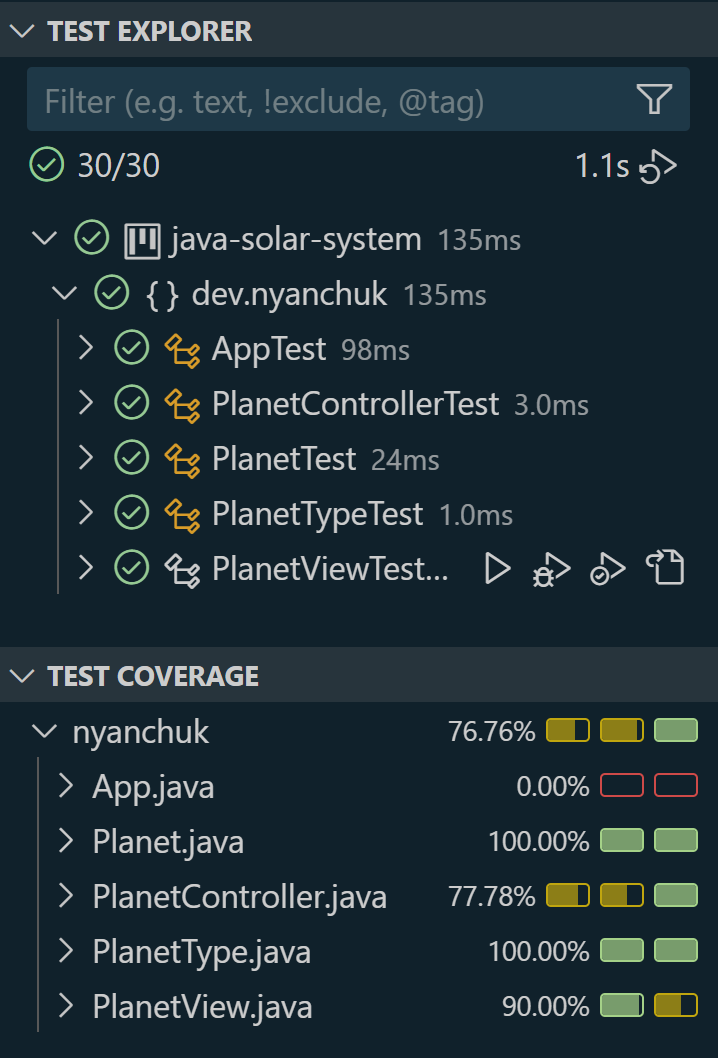 TEST EXPLORER
Filter (e.g. text, !exclude, @tag)
30/30 1.1s
java-solar-system 135ms
{ } dev.nyanchuk 135ms
AppTest 98ms
PlanetControllerTest 3.0ms
PlanetTest 24ms
PlanetTypeTest 1.0ms
PlanetViewTest...
TEST COVERAGE
nyanchuk 76.76%
App.java 0.00%
Planet.java 100.00%
PlanetController.java 77.78%
PlanetType.java 100.00%
PlanetView.java 90.00%